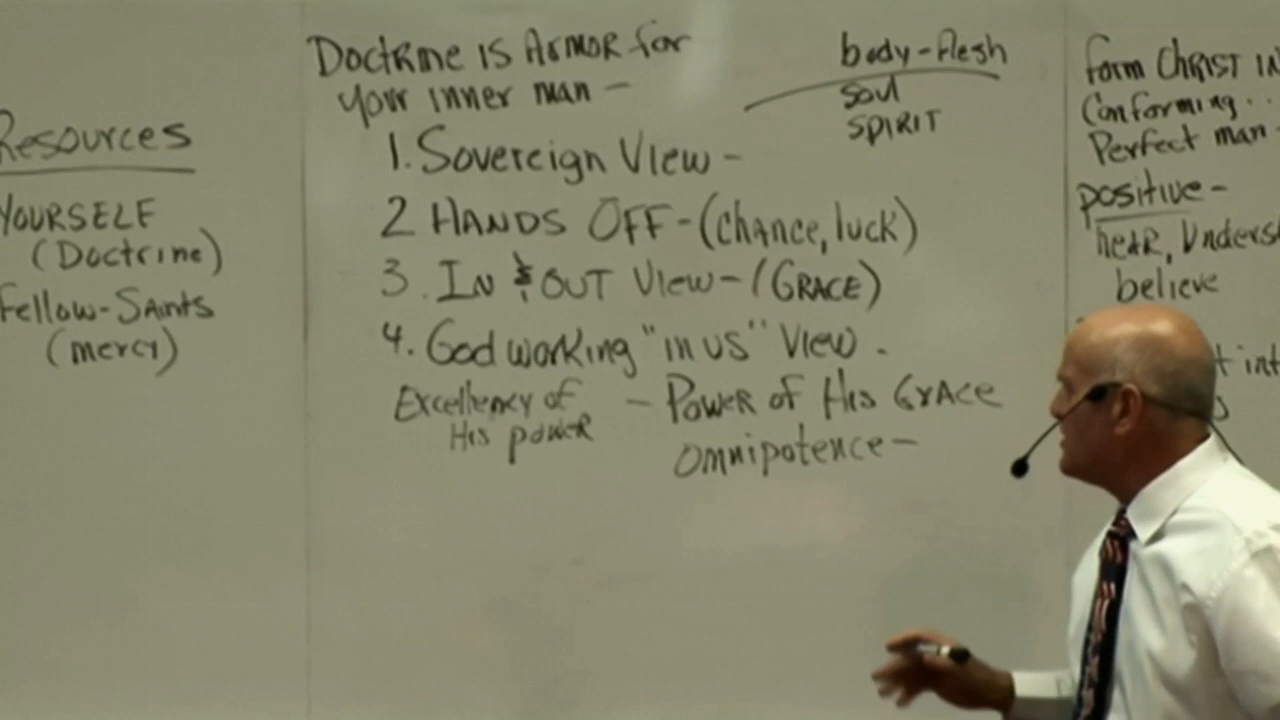 Resources
YOURSELF
(Doctrine)
Fellow-SAints
(mercy)
Doctrine is Armor for
your inner man -
body-flesh
soul
SPIRIT
1. Sovereign View -
2 HANDS OFF - (chance, luck)
3. In & OUT View - (GRACE)
4. God working "in us" View.
Excellency of
His power
- Power of His Grace
Omnipotence -
form CHRIST IN
Conforming..
Perfect man -
positive -
heAR,
believe